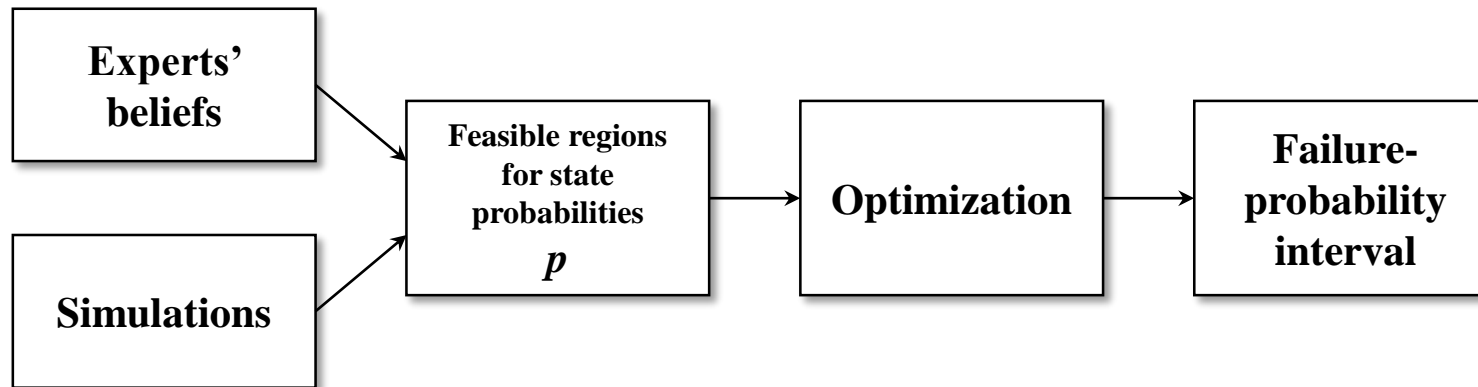 Experts’
beliefs
Simulations
Feasible regions
for state
probabilities
p
Optimization
Failure-
probability
interval